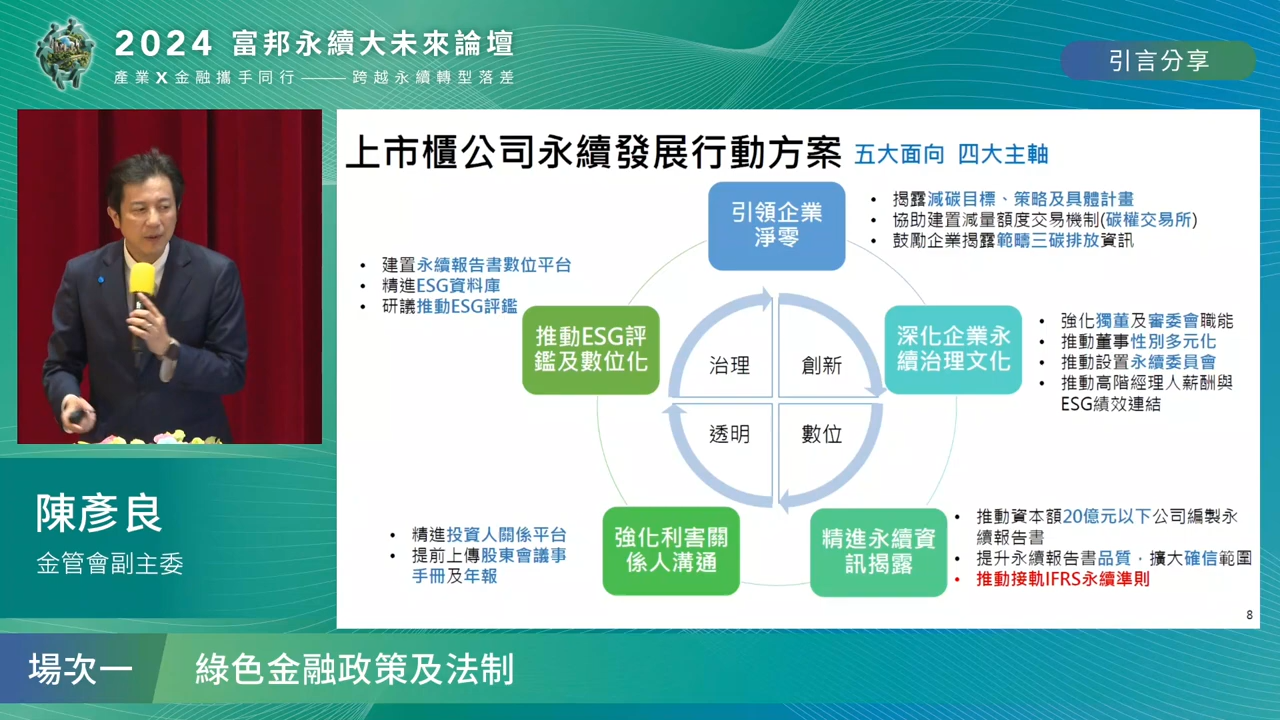 2024 富邦永續大未來論壇
產業X金融攜手同行 —— 跨越永續轉型落差
引言分享
上市櫃公司永續發展行動方案 五大面向 四大主軸
引領企業
淨零
• 揭露減碳目標、策略及具體計畫
• 協助建置減量額度交易機制(碳權交易所)
• 鼓勵企業揭露範疇三碳排放資訊
• 建置永續報告書數位平台
• 精進ESG資料庫
• 研議推動ESG評鑑
推動ESG評
鑑及數位化
深化企業永
續治理文化
• 強化獨董及審委會職能
• 推動董事性別多元化
• 推動設置永續委員會
• 推動高階經理人薪酬與
ESG績效連結
治理
創新
透明
數位
• 精進投資人關係平台
• 提前上傳股東會議事
手冊及年報
強化利害關
係人溝通
精進永續資
訊揭露
• 推動資本額20億元以下公司編製永
續報告書
• 提升永續報告書品質，擴大確信範圍
• 推動接軌IFRS永續準則
8
陳彥良
金管會副主委
場次一
綠色金融政策及法制